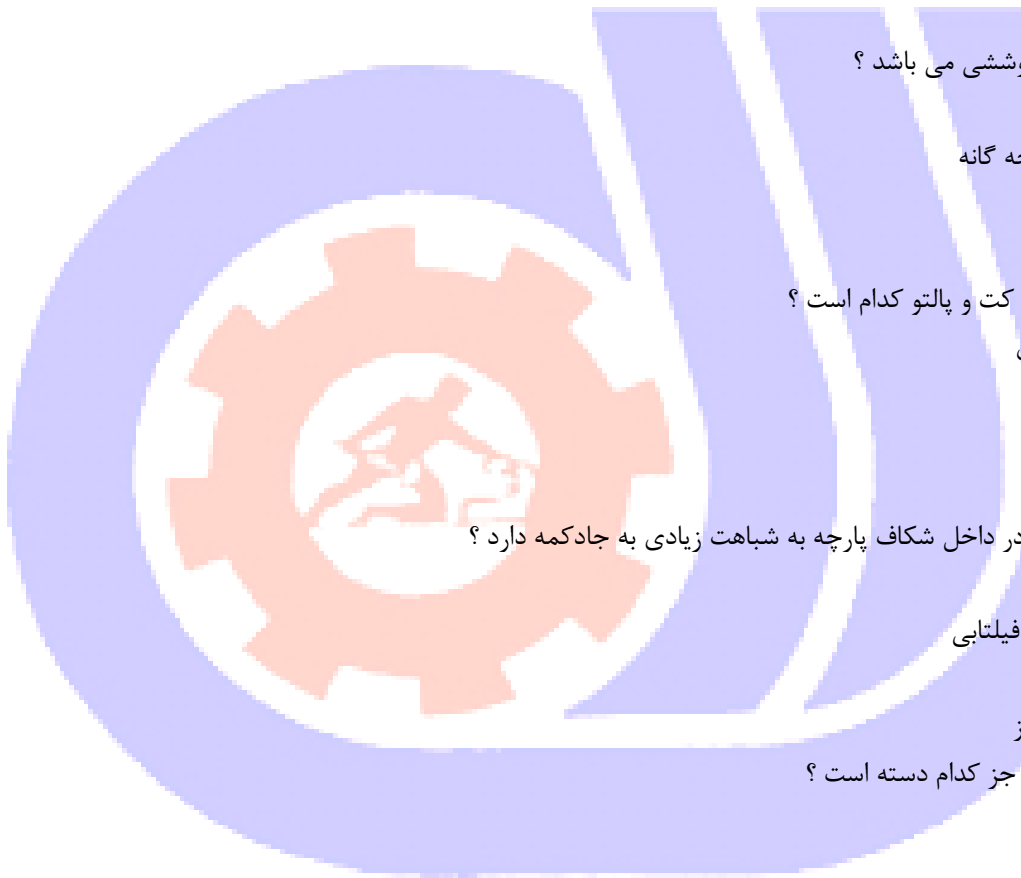 می باشد ؟
گانه
کت و پالتو کدام است ؟
در داخل شکاف پارچه به شباهت زیادی به جادکمه دارد ؟
فیلتابی
جز کدام دسته است ؟